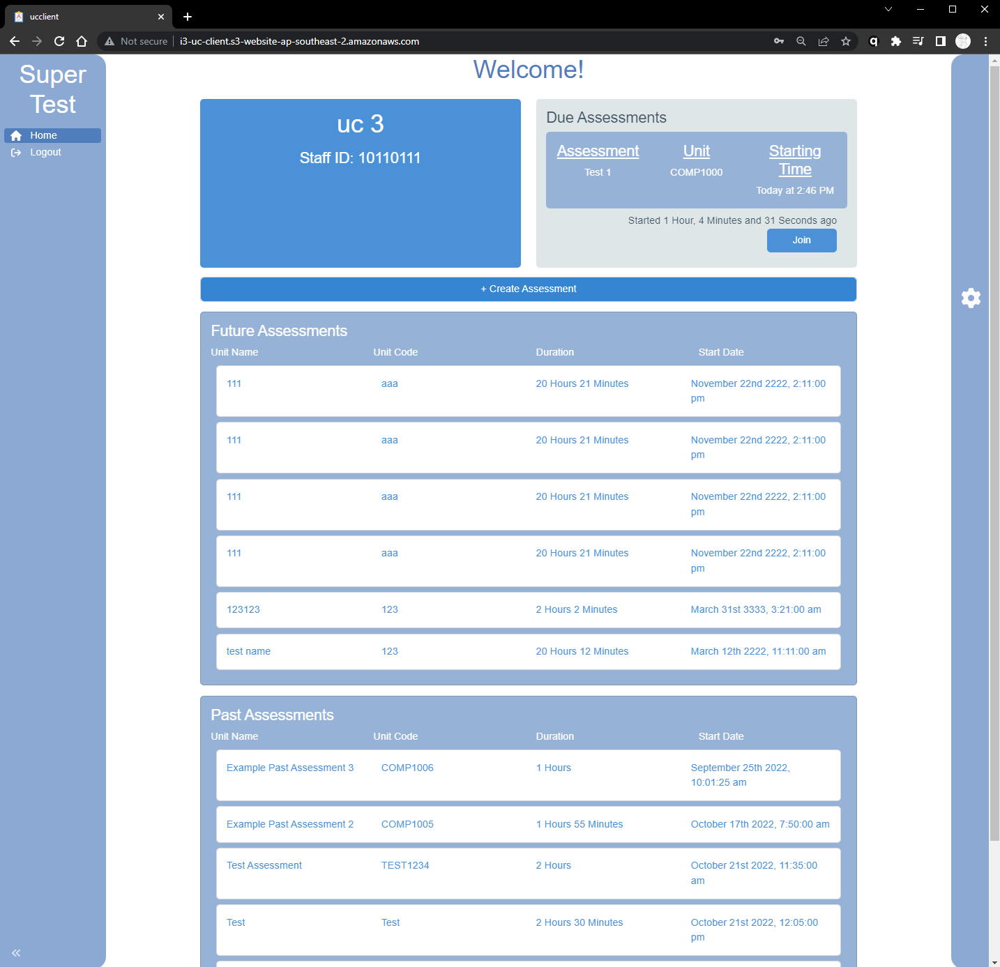 ucclient
Not secure
i3-uc-client.s3-website-ap-southeast-2.amazonaws.com
Super
Test
Home
Logout
Welcome!
uc 3
Staff ID: 10110111
Due Assessments
Assessment Unit Starting
Time
Test 1 COMP1000
Today at 2:46 PM
Started 1 Hour, 4 Minutes and 31 Seconds ago
Join
+ Create Assessment
Future Assessments
Unit Name Unit Code Duration Start Date
111 aaa 20 Hours 21 Minutes November 22nd 2222, 2:11:00
pm
111 aaa 20 Hours 21 Minutes November 22nd 2222, 2:11:00
pm
111 aaa 20 Hours 21 Minutes November 22nd 2222, 2:11:00
pm
111 aaa 20 Hours 21 Minutes November 22nd 2222, 2:11:00
pm
123123 123 2 Hours 2 Minutes March 31st 3333, 3:21:00 am
test name 123 20 Hours 12 Minutes March 12th 2222, 11:11:00 am
Past Assessments
Unit Name Unit Code Duration Start Date
Example Past Assessment 3 COMP1006 1 Hours September 25th 2022,
10:01:25 am
Example Past Assessment 2 COMP1005 1 Hours 55 Minutes October 17th 2022, 7:50:00 am
Test Assessment TEST1234 2 Hours October 21st 2022, 11:35:00
am
Test Test 2 Hours 30 Minutes October 21st 2022, 12:05:00
pm